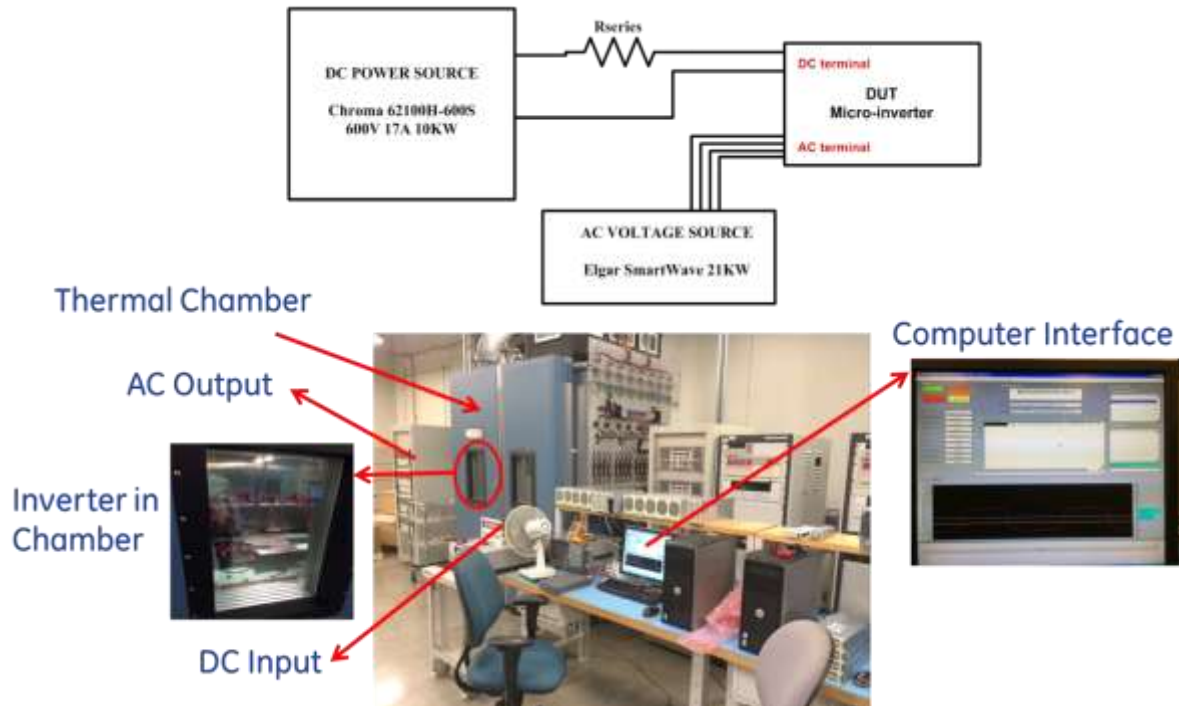 Rseries
DC POWER SOURCE
Chroma 62100H-600S
600V 17A 10KW
DC terminal
DUT
Micro-inverter
AC terminal
AC VOLTAGE SOURCE
Elgar SmartWave 21KW
Thermal Chamber
Computer Interface
AC Output
Inverter in
Chamber
DC Input